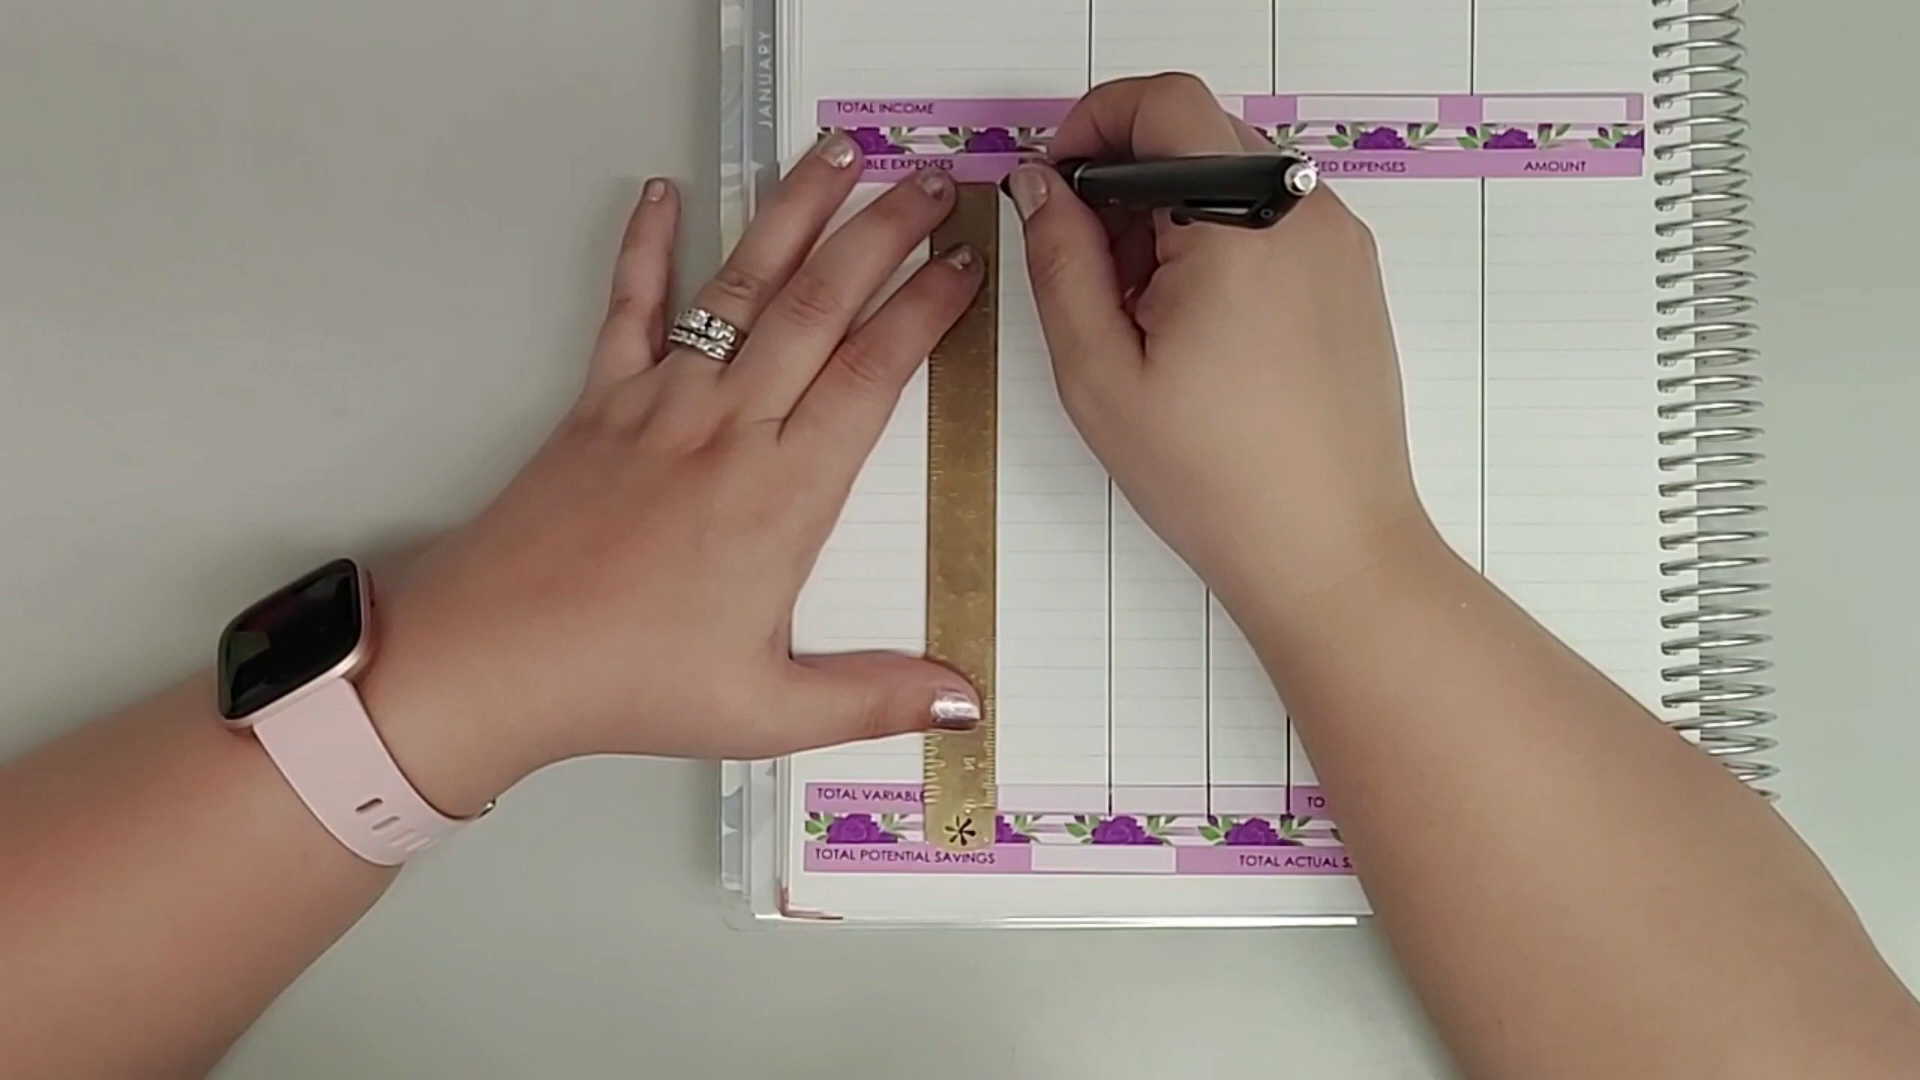 JANUARY
TOTAL INCOME
BLE EXPENSES
ED EXPENSES
AMOUNT
TOTAL VARIABLE
TO
TOTAL POTENTIAL SAVINGS
TOTAL ACTUAL S